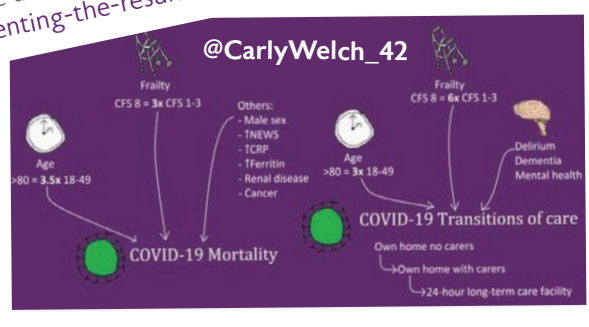 @CarlyWelch_42
Frailty
CFS 8 = 3x CFS 1-3
Age
>80 = 3.5x 18-49
Others:
- Male sex
- ↑NEWS
- ↑CRP
- ↑Ferritin
- Renal disease
- Cancer
COVID-19 Mortality
Frailty
CFS 8 = 6x CFS 1-3
Age
>80 = 3x 18-49
Delirium
Dementia
Mental health
COVID-19 Transitions of care
Own home no carers
Own home with carers
24-hour long-term care facility